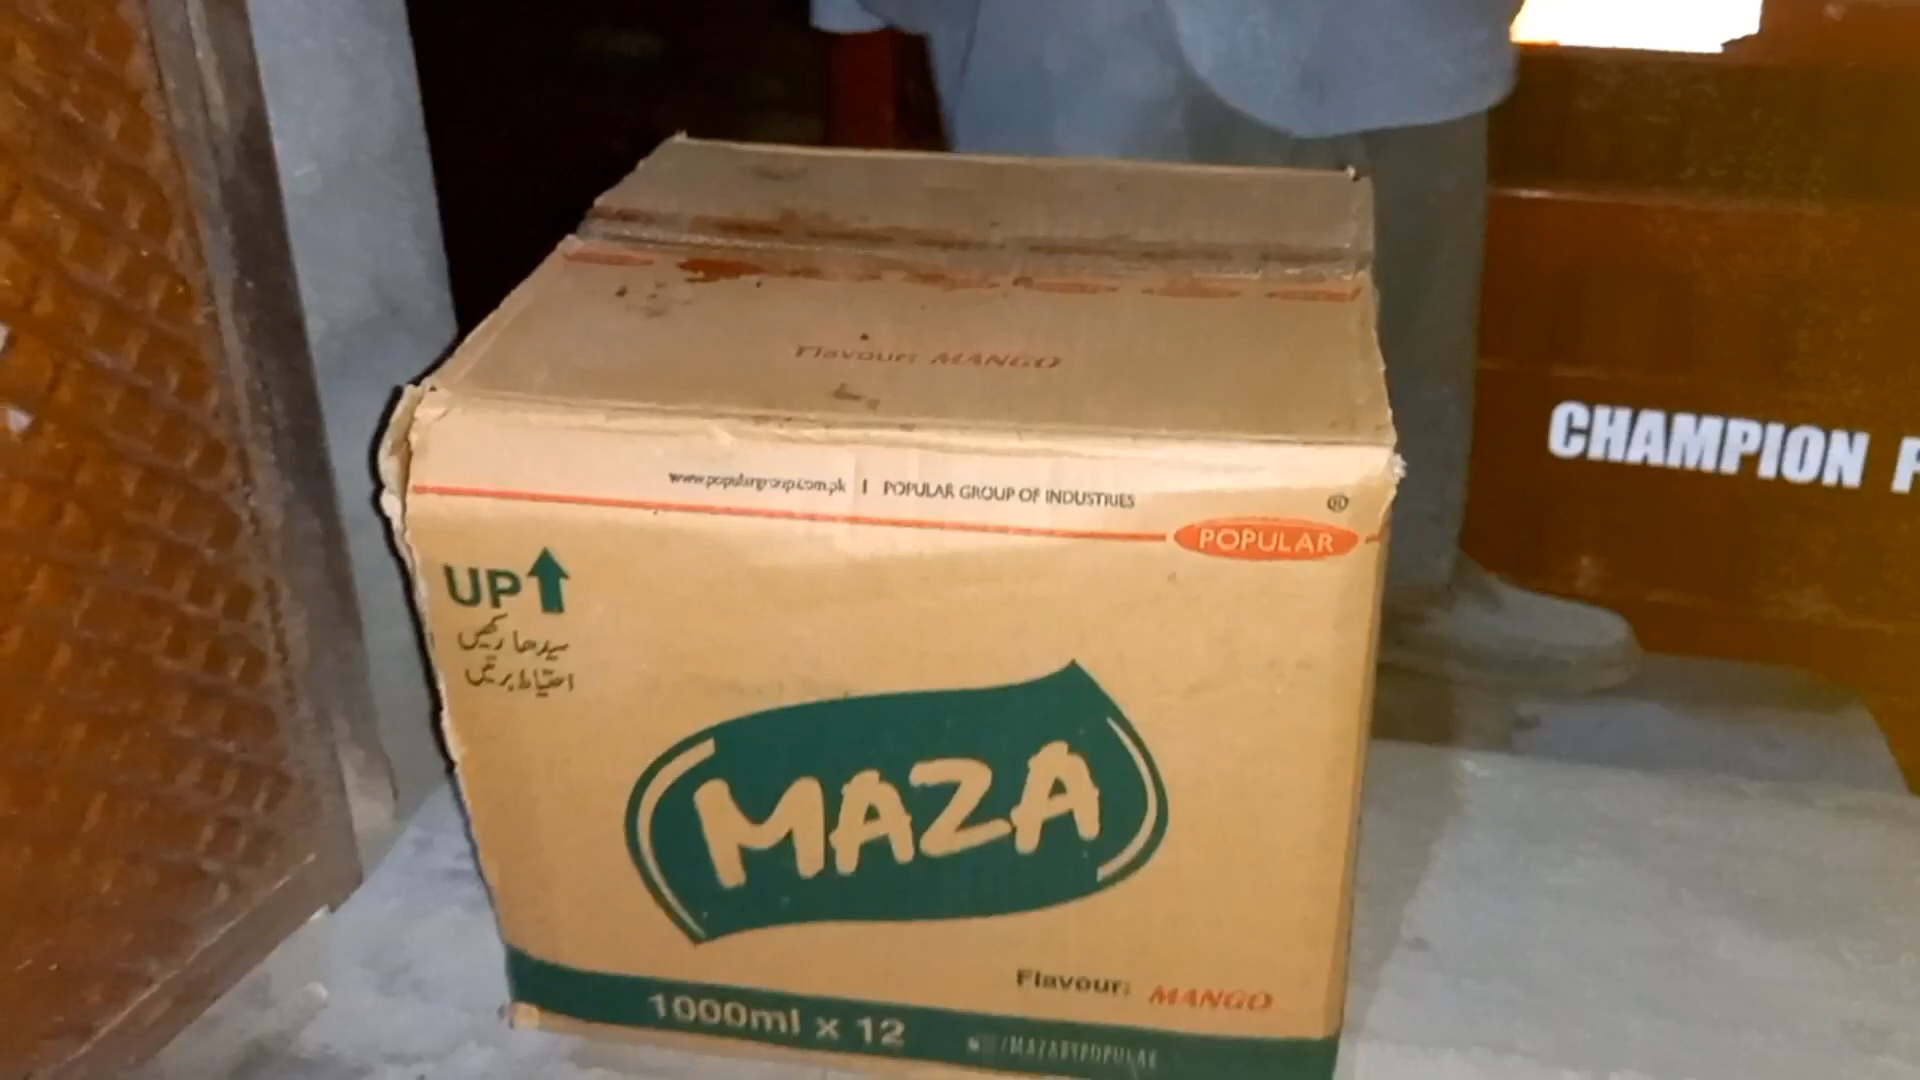 Flavour: MANGO
www.populargroup.com.pk | POPULAR GROUP OF INDUSTRIES
®
POPULAR
UP
سیدھا رکھیں
احتیاط برتیں
MAZA
Flavour: MANGO
1000ml x 12
/MAZABYPOPULAR
CHAMPION